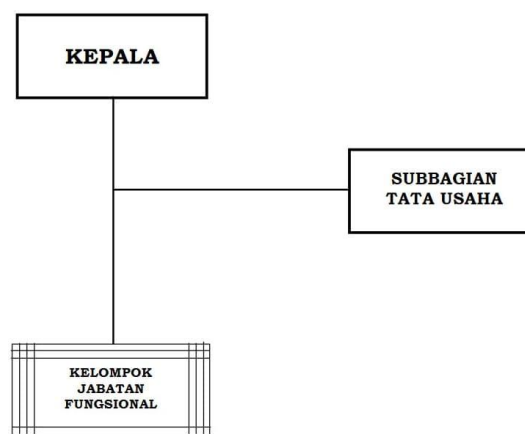 KEPALA
SUBBAGIAN
TATA USAHA
KELOMPOK
JABATAN
FUNGSIONAL